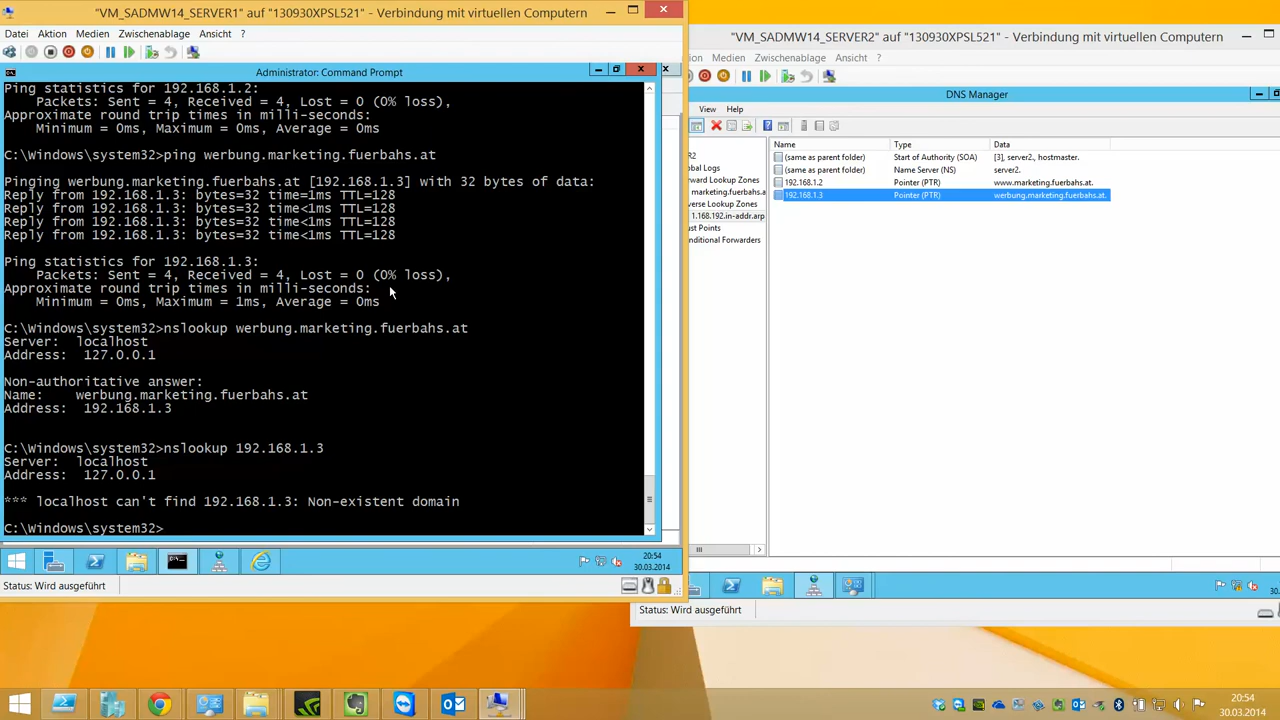 "VM_SADMW14_SERVER1" auf "130930XPSL521" - Verbindung mit virtuellen Computern
Datei Aktion Medien Zwischenablage Ansicht ?
Administrator: Command Prompt
Ping statistics for 192.168.1.2:
Packets: Sent = 4, Received = 4, Lost = 0 (0% loss),
Approximate round trip times in milli-seconds:
Minimum = 0ms, Maximum = 0ms, Average = 0ms
C:\Windows\system32>ping werbung.marketing.fuerbahs.at
Pinging werbung.marketing.fuerbahs.at [192.168.1.3] with 32 bytes of data:
Reply from 192.168.1.3: bytes=32 time=1ms TTL=128
Reply from 192.168.1.3: bytes=32 time<1ms TTL=128
Reply from 192.168.1.3: bytes=32 time<1ms TTL=128
Reply from 192.168.1.3: bytes=32 time<1ms TTL=128
Ping statistics for 192.168.1.3:
Packets: Sent = 4, Received = 4, Lost = 0 (0% loss),
Approximate round trip times in milli-seconds:
Minimum = 0ms, Maximum = 1ms, Average = 0ms
C:\Windows\system32>nslookup werbung.marketing.fuerbahs.at
Server: localhost
Address: 127.0.0.1
Non-authoritative answer:
Name: werbung.marketing.fuerbahs.at
Address: 192.168.1.3
C:\Windows\system32>nslookup 192.168.1.3
Server: localhost
Address: 127.0.0.1
*** localhost can't find 192.168.1.3: Non-existent domain
C:\Windows\system32>
20:54
30.03.2014
Status: Wird ausgeführt
"VM_SADMW14_SERVER2" auf "130930XPSL521" - Verbindung mit virtuellen Computern
ion Medien Zwischenablage Ansicht ?
DNS Manager
View Help
R2
obal Logs
rward Lookup Zones
marketing.fuerbahs.a
verse Lookup Zones
1.168.192.in-addr.arp
ust Points
onditional Forwarders
Name Type Data
(same as parent folder) Start of Authority (SOA) [3], server2., hostmaster.
(same as parent folder) Name Server (NS) server2.
192.168.1.2 Pointer (PTR) www.marketing.fuerbahs.at.
192.168.1.3 Pointer (PTR) werbung.marketing.fuerbahs.at.
30.
Status: Wird ausgeführt
20:54
30.03.2014